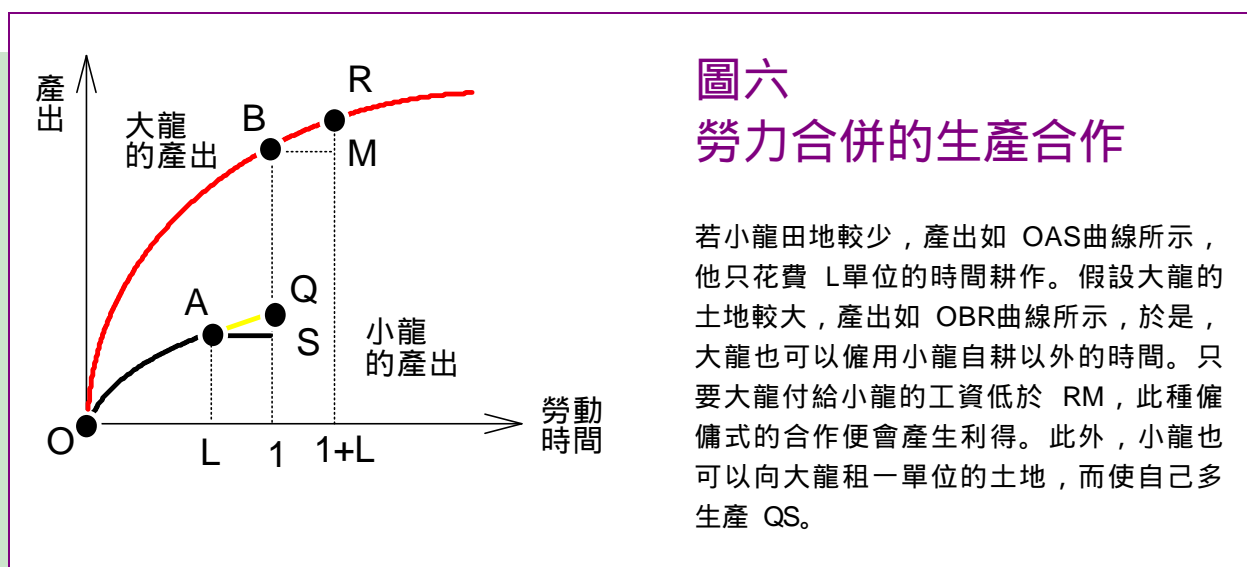 產出
大龍
的產出
B
R
M
A
Q
S
小龍
的產出
O
L
1
1+L
勞動
時間
圖六
勞力合併的生產合作
若小龍田地較少，產出如 OAS曲線所示，
他只花費 L單位的時間耕作。假設大龍的
土地較大，產出如 OBR曲線所示，於是，
大龍也可以僱用小龍自耕以外的時間。只
要大龍付給小龍的工資低於 RM，此種僱
傭式的合作便會產生利得。此外，小龍也
可以向大龍租一單位的土地，而使自己多
生產 QS。